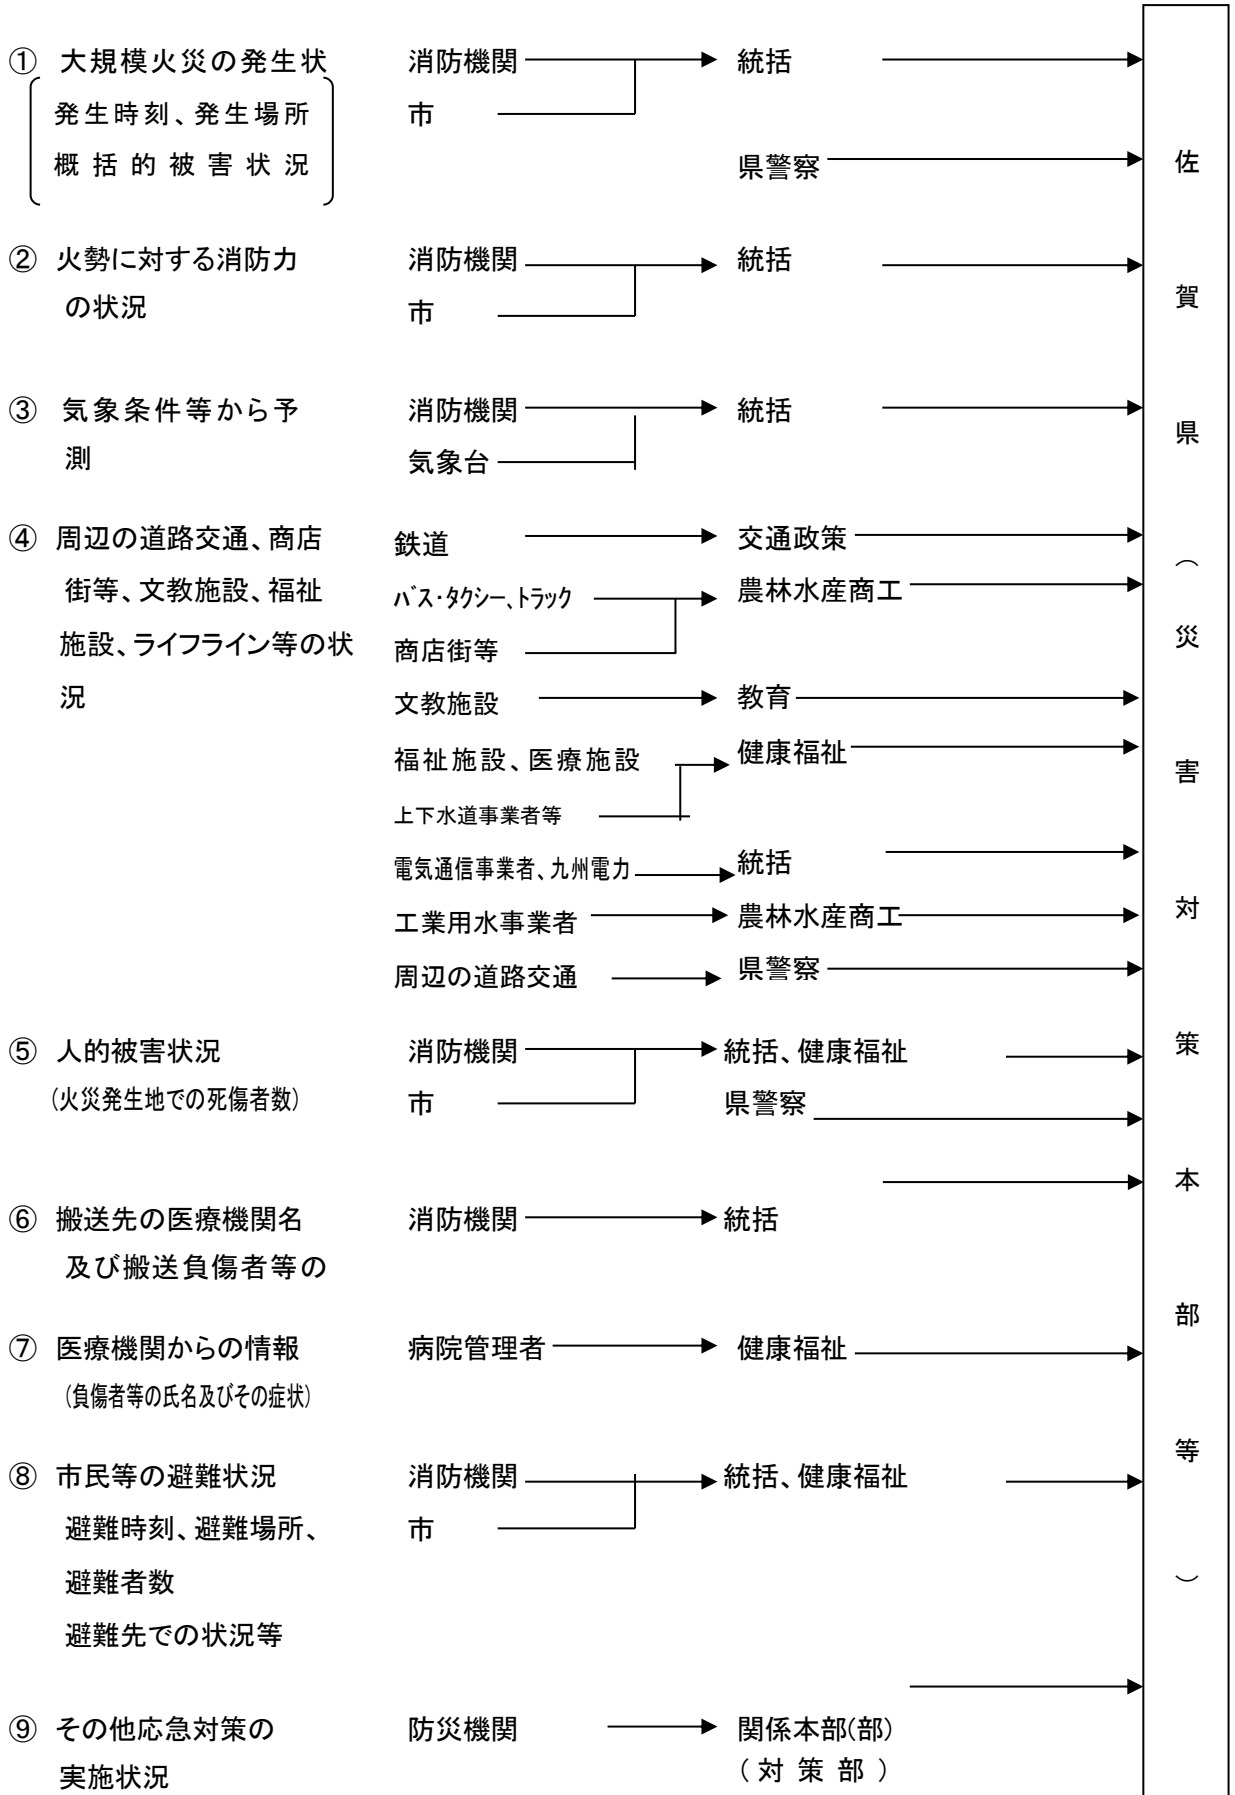 ① 大規模火災の発生状 消防機関 統括
発生時刻、発生場所 市
概括的被害状況 県警察
② 火勢に対する消防力 消防機関 統括
の状況 市
③ 気象条件等から予 消防機関 統括
測 気象台
④ 周辺の道路交通、商店 鉄道 交通政策
街等、文教施設、福祉 バス・タクシー、トラック 農林水産商工
施設、ライフライン等の状 商店街等
況 文教施設 教育
福祉施設、医療施設 健康福祉
上下水道事業者等
電気通信事業者、九州電力 統括
工業用水事業者 農林水産商工
周辺の道路交通 県警察
⑤ 人的被害状況 消防機関 統括、健康福祉
(火災発生地での死傷者数) 市 県警察
⑥ 搬送先の医療機関名 消防機関 統括
及び搬送負傷者等の
⑦ 医療機関からの情報 病院管理者 健康福祉
(負傷者等の氏名及びその症状)
⑧ 市民等の避難状況 消防機関 統括、健康福祉
避難時刻、避難場所、 市
避難者数
避難先での状況等
⑨ その他応急対策の 防災機関 関係本部(部)
実施状況 (対策部)
佐賀県(災害対策本部等)